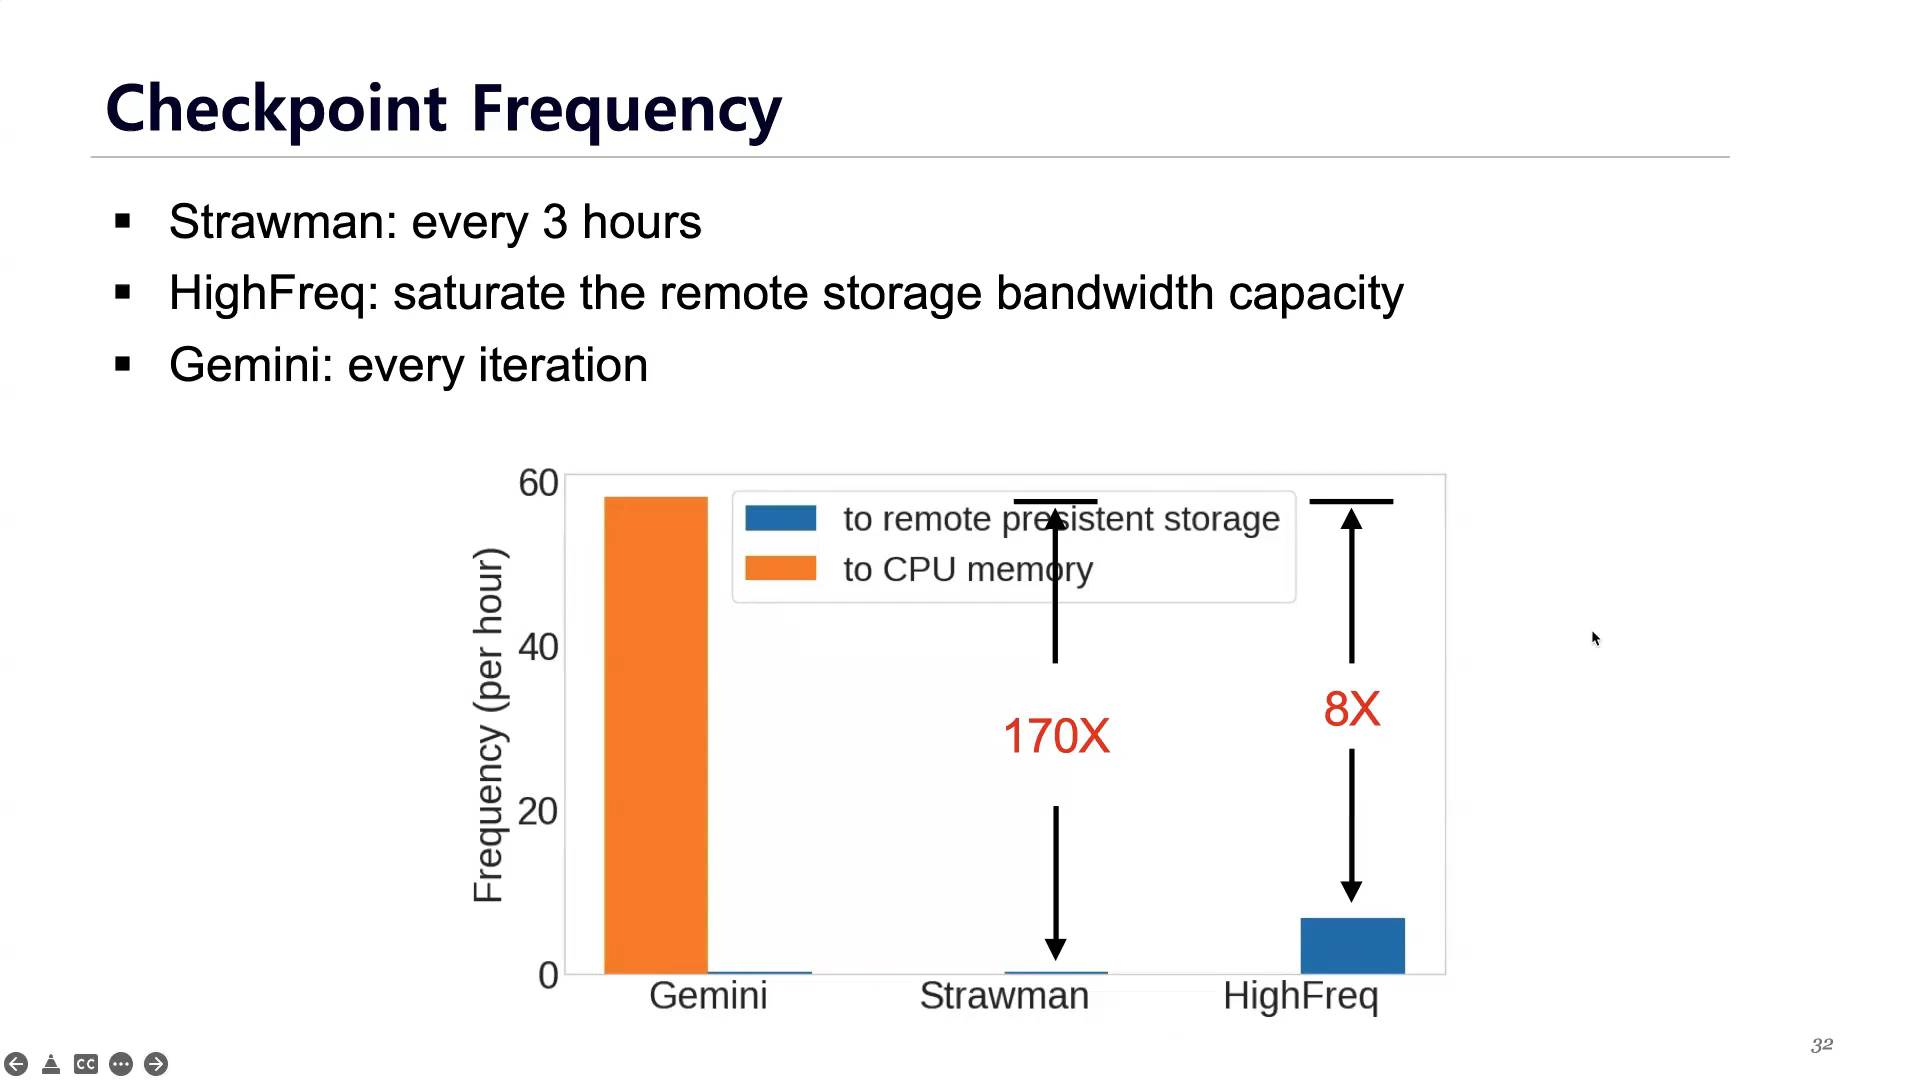 Checkpoint Frequency
Strawman: every 3 hours
HighFreq: saturate the remote storage bandwidth capacity
Gemini: every iteration
60
40
20
0
Frequency (per hour)
to remote presistent storage
to CPU memory
170X
8X
Gemini
Strawman
HighFreq
32
CC